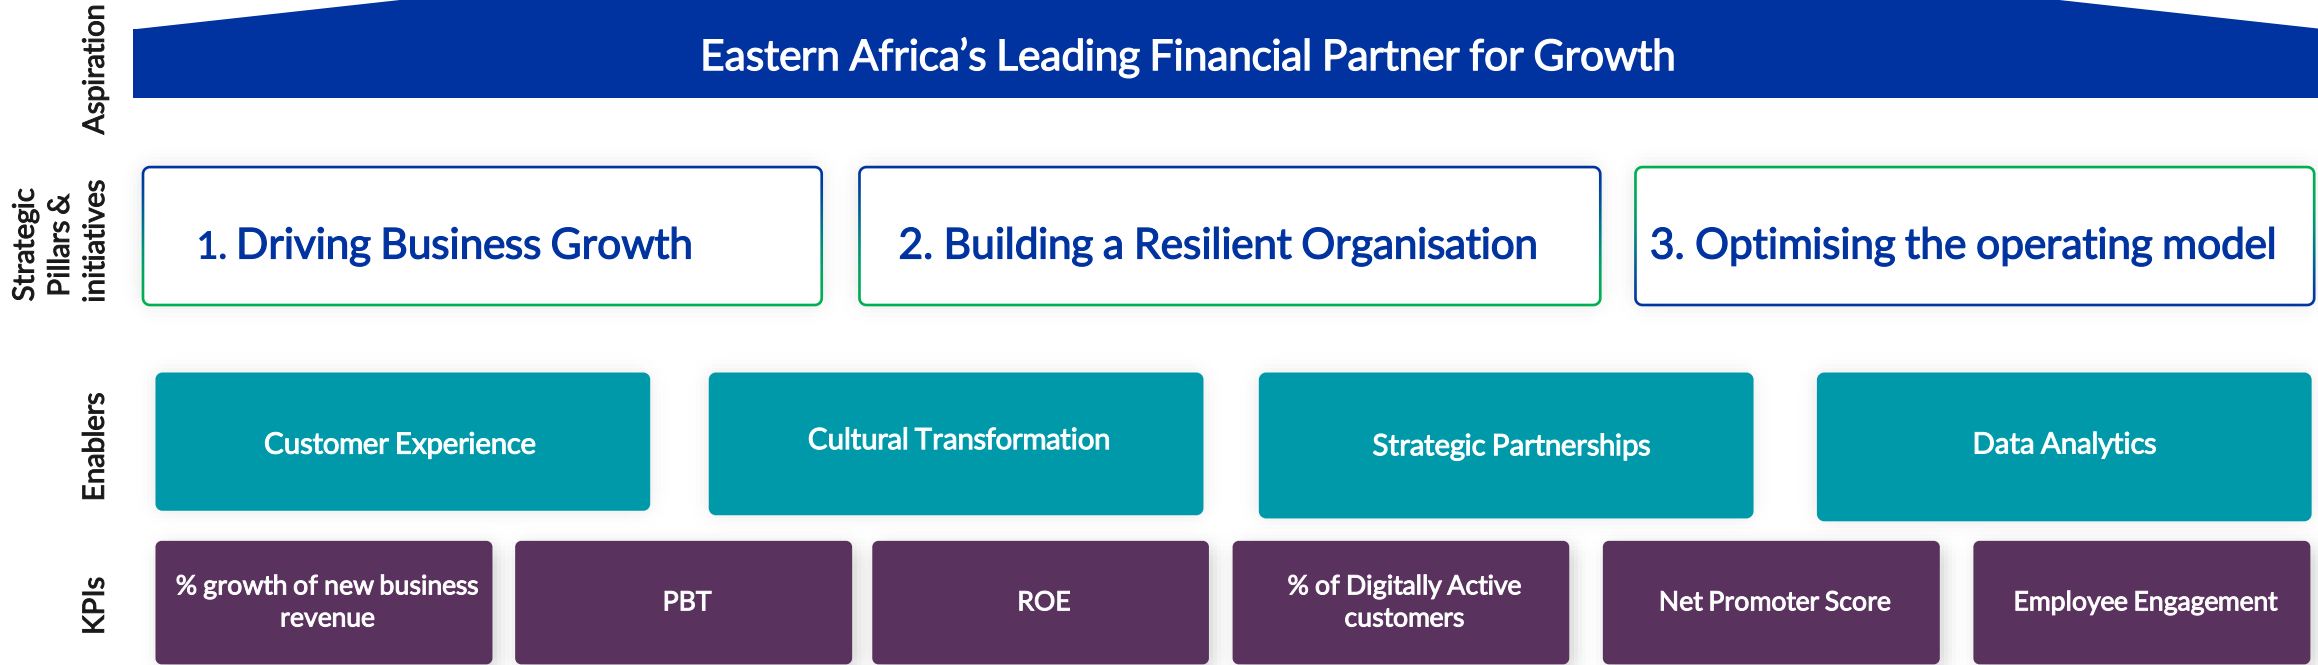 Aspiration
Eastern Africa’s Leading Financial Partner for Growth
Strategic
Pillars &
initiatives
1. Driving Business Growth
2. Building a Resilient Organisation
3. Optimising the operating model
Enablers
Customer Experience
Cultural Transformation
Strategic Partnerships
Data Analytics
KPIs
% growth of new business
revenue
PBT
ROE
% of Digitally Active
customers
Net Promoter Score
Employee Engagement